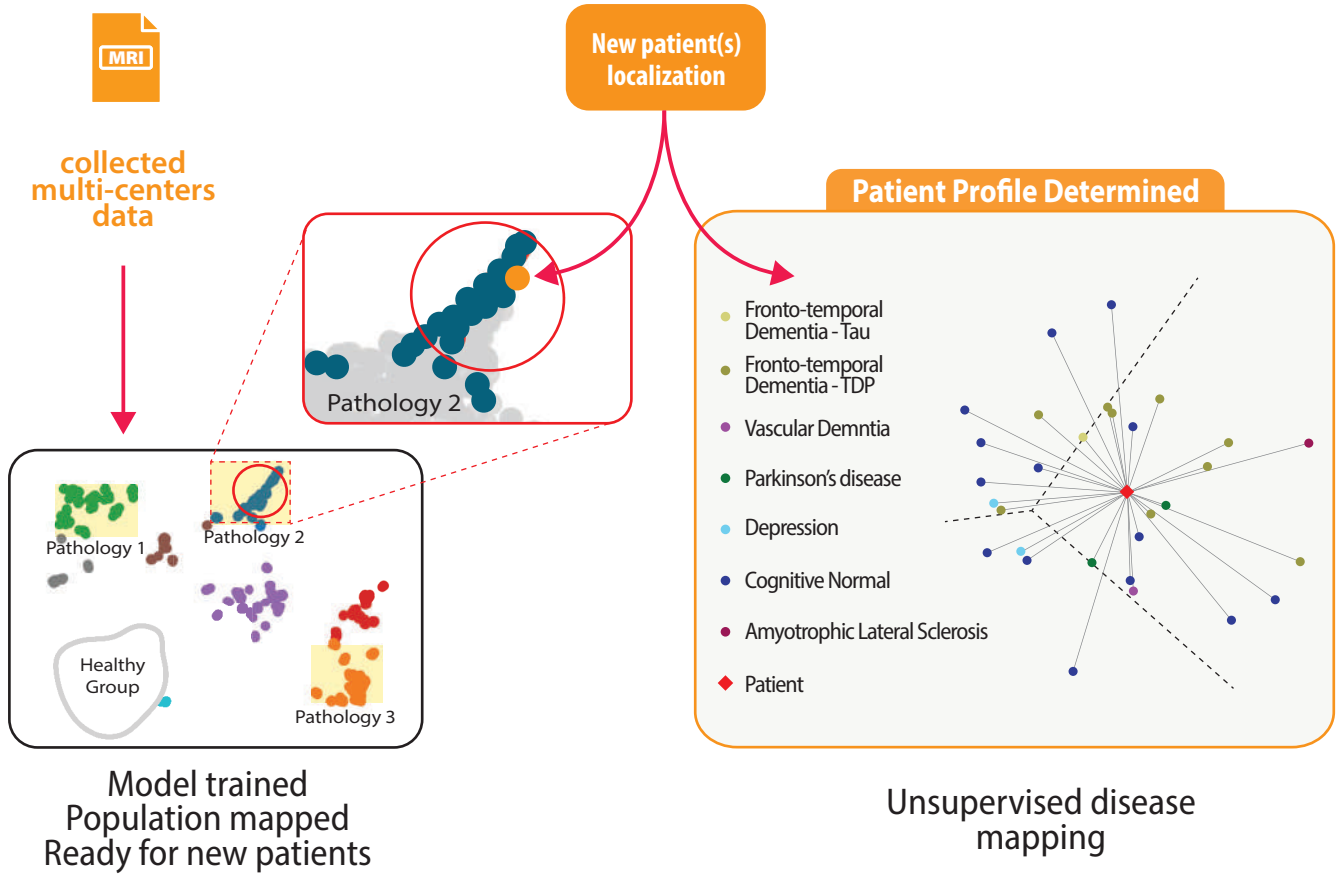 MRI
collected
multi-centers
data
New patient(s)
localization
Pathology 2
Pathology 1
Pathology 2
Healthy
Group
Pathology 3
Model trained
Population mapped
Ready for new patients
Patient Profile Determined
Fronto-temporal
Dementia - Tau
Fronto-temporal
Dementia - TDP
Vascular Demntia
Parkinson's disease
Depression
Cognitive Normal
Amyotrophic Lateral Sclerosis
Patient
Unsupervised disease
mapping